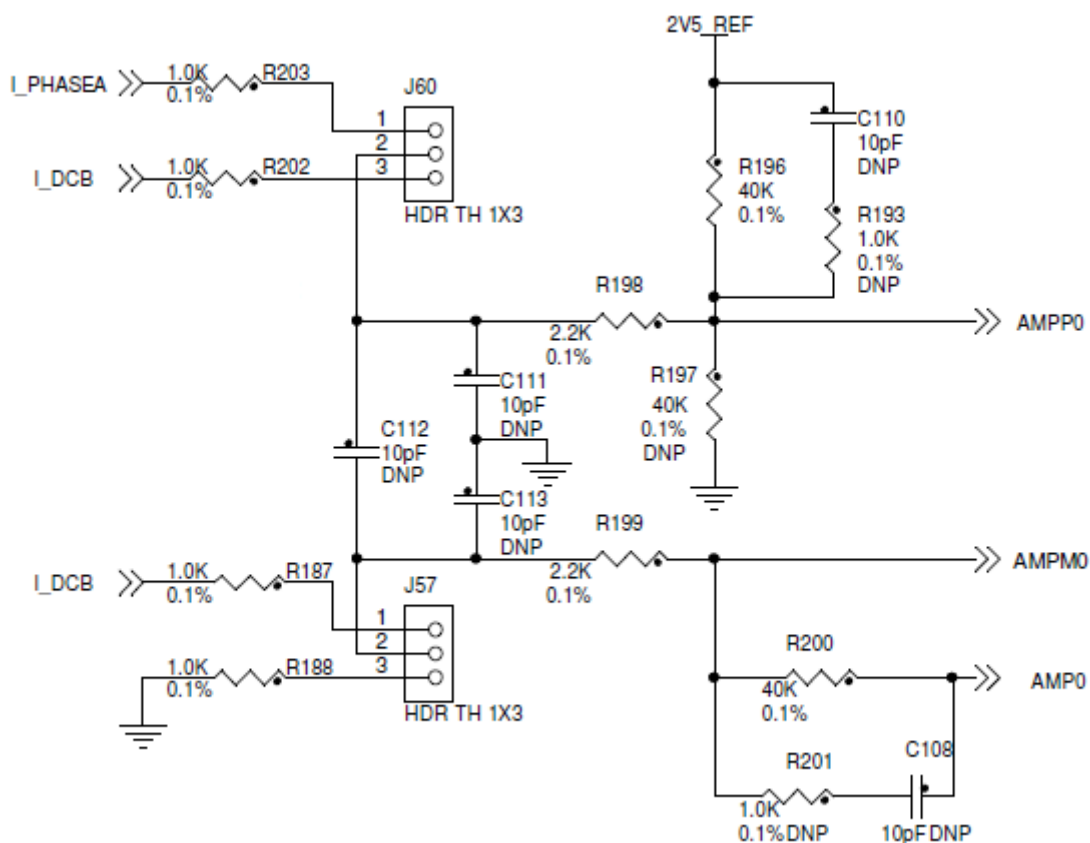 2V5_REF
I_PHASEA
1.0K
0.1%
R203
J60
1
2
3
HDR TH 1X3
I_DCB
1.0K
0.1%
R202
C110
10pF
DNP
R196
40K
0.1%
R193
1.0K
0.1%
DNP
R198
2.2K
0.1%
AMPP0
C111
10pF
DNP
R197
40K
0.1%
DNP
C112
10pF
DNP
C113
10pF
DNP
R199
2.2K
0.1%
AMPM0
I_DCB
1.0K
0.1%
R187
J57
1
2
3
HDR TH 1X3
1.0K
0.1%
R188
R200
40K
0.1%
AMP0
R201
1.0K
0.1%DNP
C108
10pFDNP